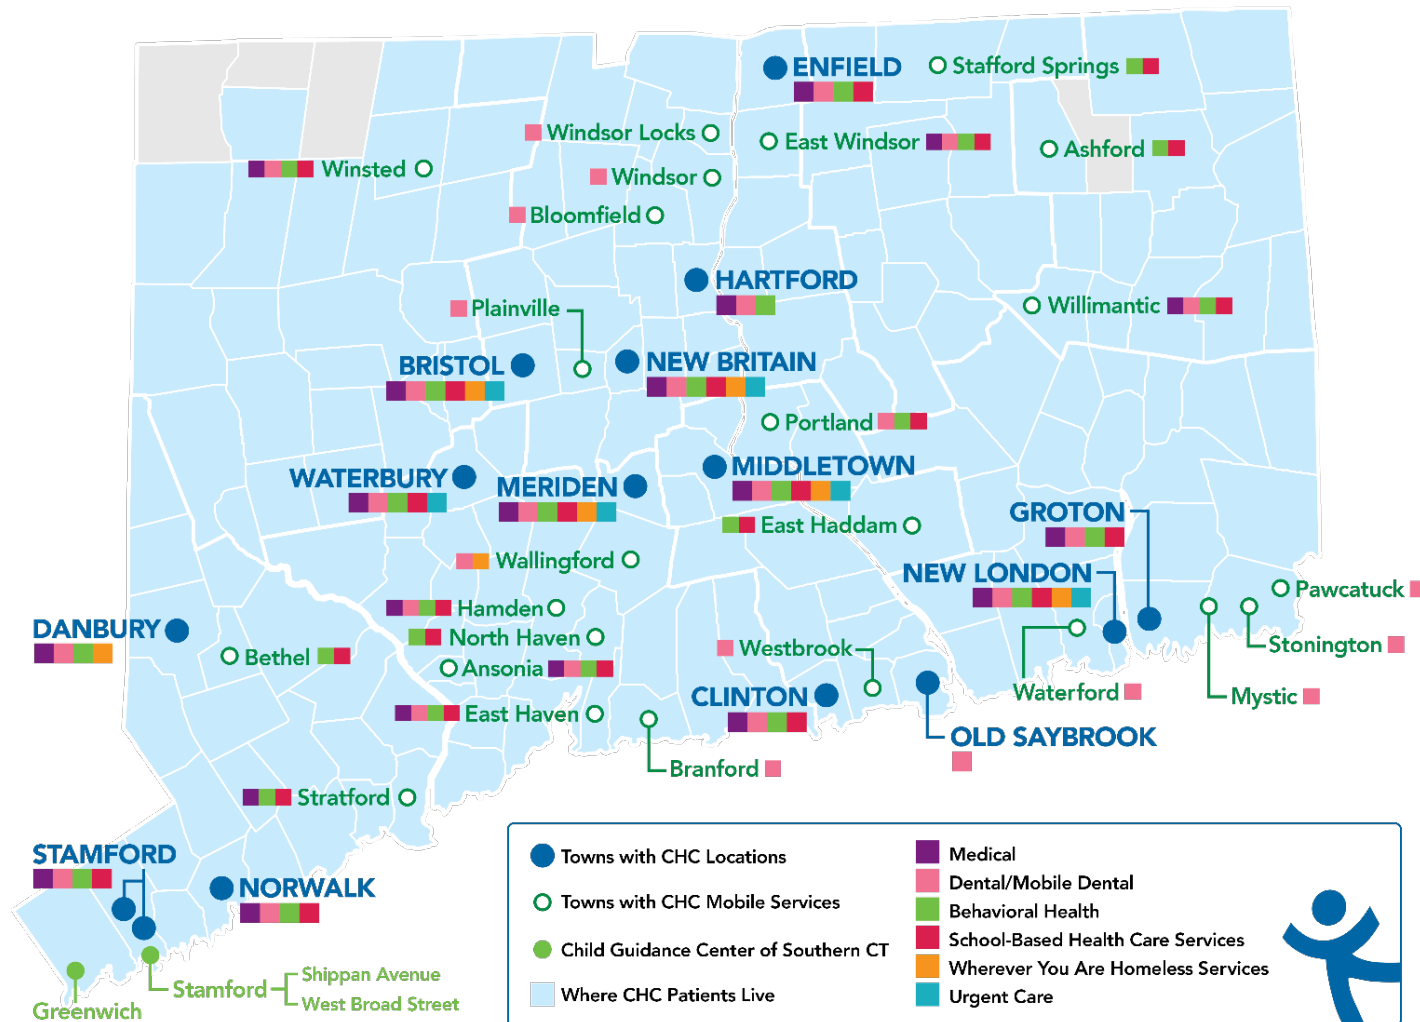 ENFIELD
Stafford Springs
Windsor Locks
East Windsor
Ashford
Winsted
Windsor
Bloomfield
HARTFORD
Plainville
Willimantic
BRISTOL
NEW BRITAIN
Portland
WATERBURY
MERIDEN
MIDDLETOWN
East Haddam
GROTON
Wallingford
NEW LONDON
Pawcatuck
Hamden
DANBURY
North Haven
Stonington
Bethel
Ansonia
Westbrook
Waterford
Mystic
CLINTON
East Haven
OLD SAYBROOK
Branford
Stratford
STAMFORD
NORWALK
Stamford
Shippan Avenue
West Broad Street
Greenwich
Towns with CHC Locations
Towns with CHC Mobile Services
Child Guidance Center of Southern CT
Where CHC Patients Live
Medical
Dental/Mobile Dental
Behavioral Health
School-Based Health Care Services
Wherever You Are Homeless Services
Urgent Care